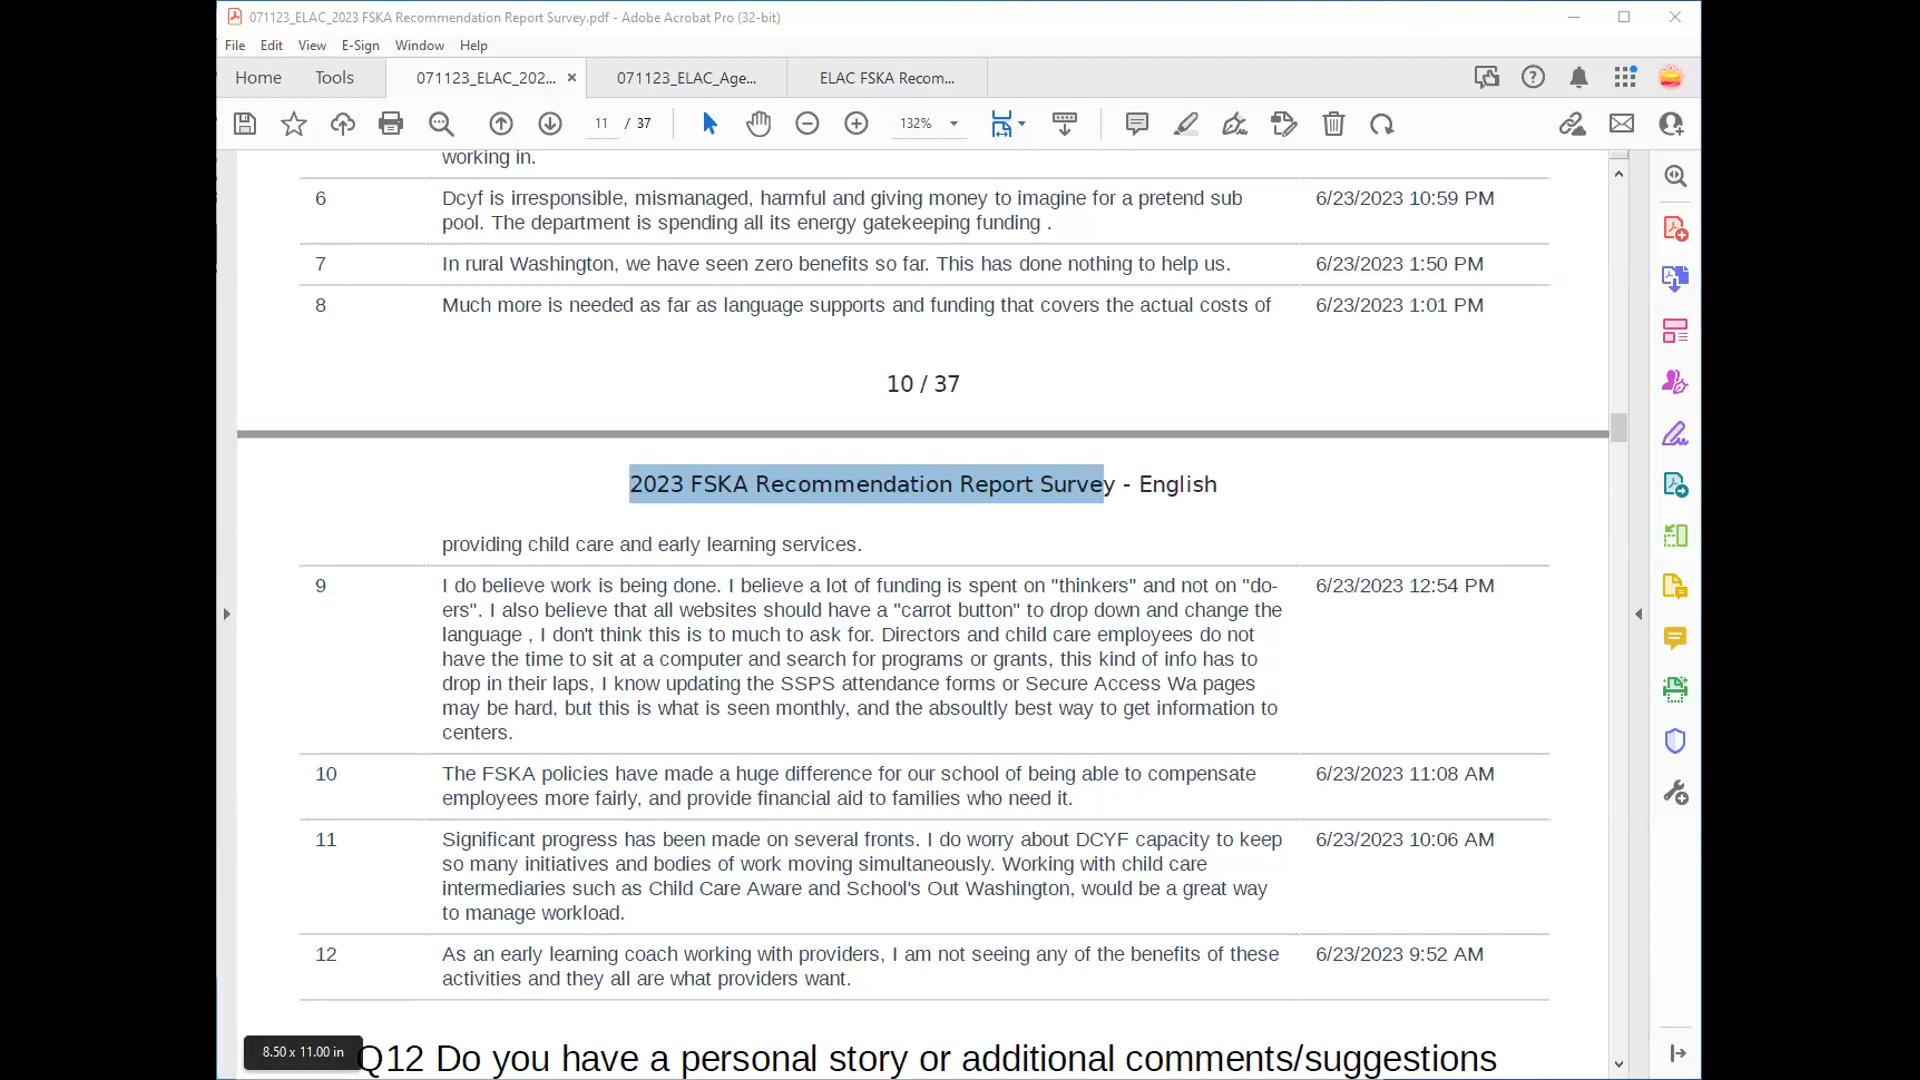 071123_ELAC_2023 FSKA Recommendation Report Survey.pdf - Adobe Acrobat Pro (32-bit)
File Edit View E-Sign Window Help
Home Tools 071123_ELAC_202... × 071123_ELAC_Age... ELAC FSKA Recom...
11 / 37 132%
working in.
6 Dcyf is irresponsible, mismanaged, harmful and giving money to imagine for a pretend sub 6/23/2023 10:59 PM
pool. The department is spending all its energy gatekeeping funding .
7 In rural Washington, we have seen zero benefits so far. This has done nothing to help us. 6/23/2023 1:50 PM
8 Much more is needed as far as language supports and funding that covers the actual costs of 6/23/2023 1:01 PM
10 / 37
2023 FSKA Recommendation Report Survey - English
providing child care and early learning services.
9 I do believe work is being done. I believe a lot of funding is spent on "thinkers" and not on "do- 6/23/2023 12:54 PM
ers". I also believe that all websites should have a "carrot button" to drop down and change the
language , I don't think this is to much to ask for. Directors and child care employees do not
have the time to sit at a computer and search for programs or grants, this kind of info has to
drop in their laps, I know updating the SSPS attendance forms or Secure Access Wa pages
may be hard, but this is what is seen monthly, and the absoultly best way to get information to
centers.
10 The FSKA policies have made a huge difference for our school of being able to compensate 6/23/2023 11:08 AM
employees more fairly, and provide financial aid to families who need it.
11 Significant progress has been made on several fronts. I do worry about DCYF capacity to keep 6/23/2023 10:06 AM
so many initiatives and bodies of work moving simultaneously. Working with child care
intermediaries such as Child Care Aware and School's Out Washington, would be a great way
to manage workload.
12 As an early learning coach working with providers, I am not seeing any of the benefits of these 6/23/2023 9:52 AM
activities and they all are what providers want.
8.50 x 11.00 in
Q12 Do you have a personal story or additional comments/suggestions